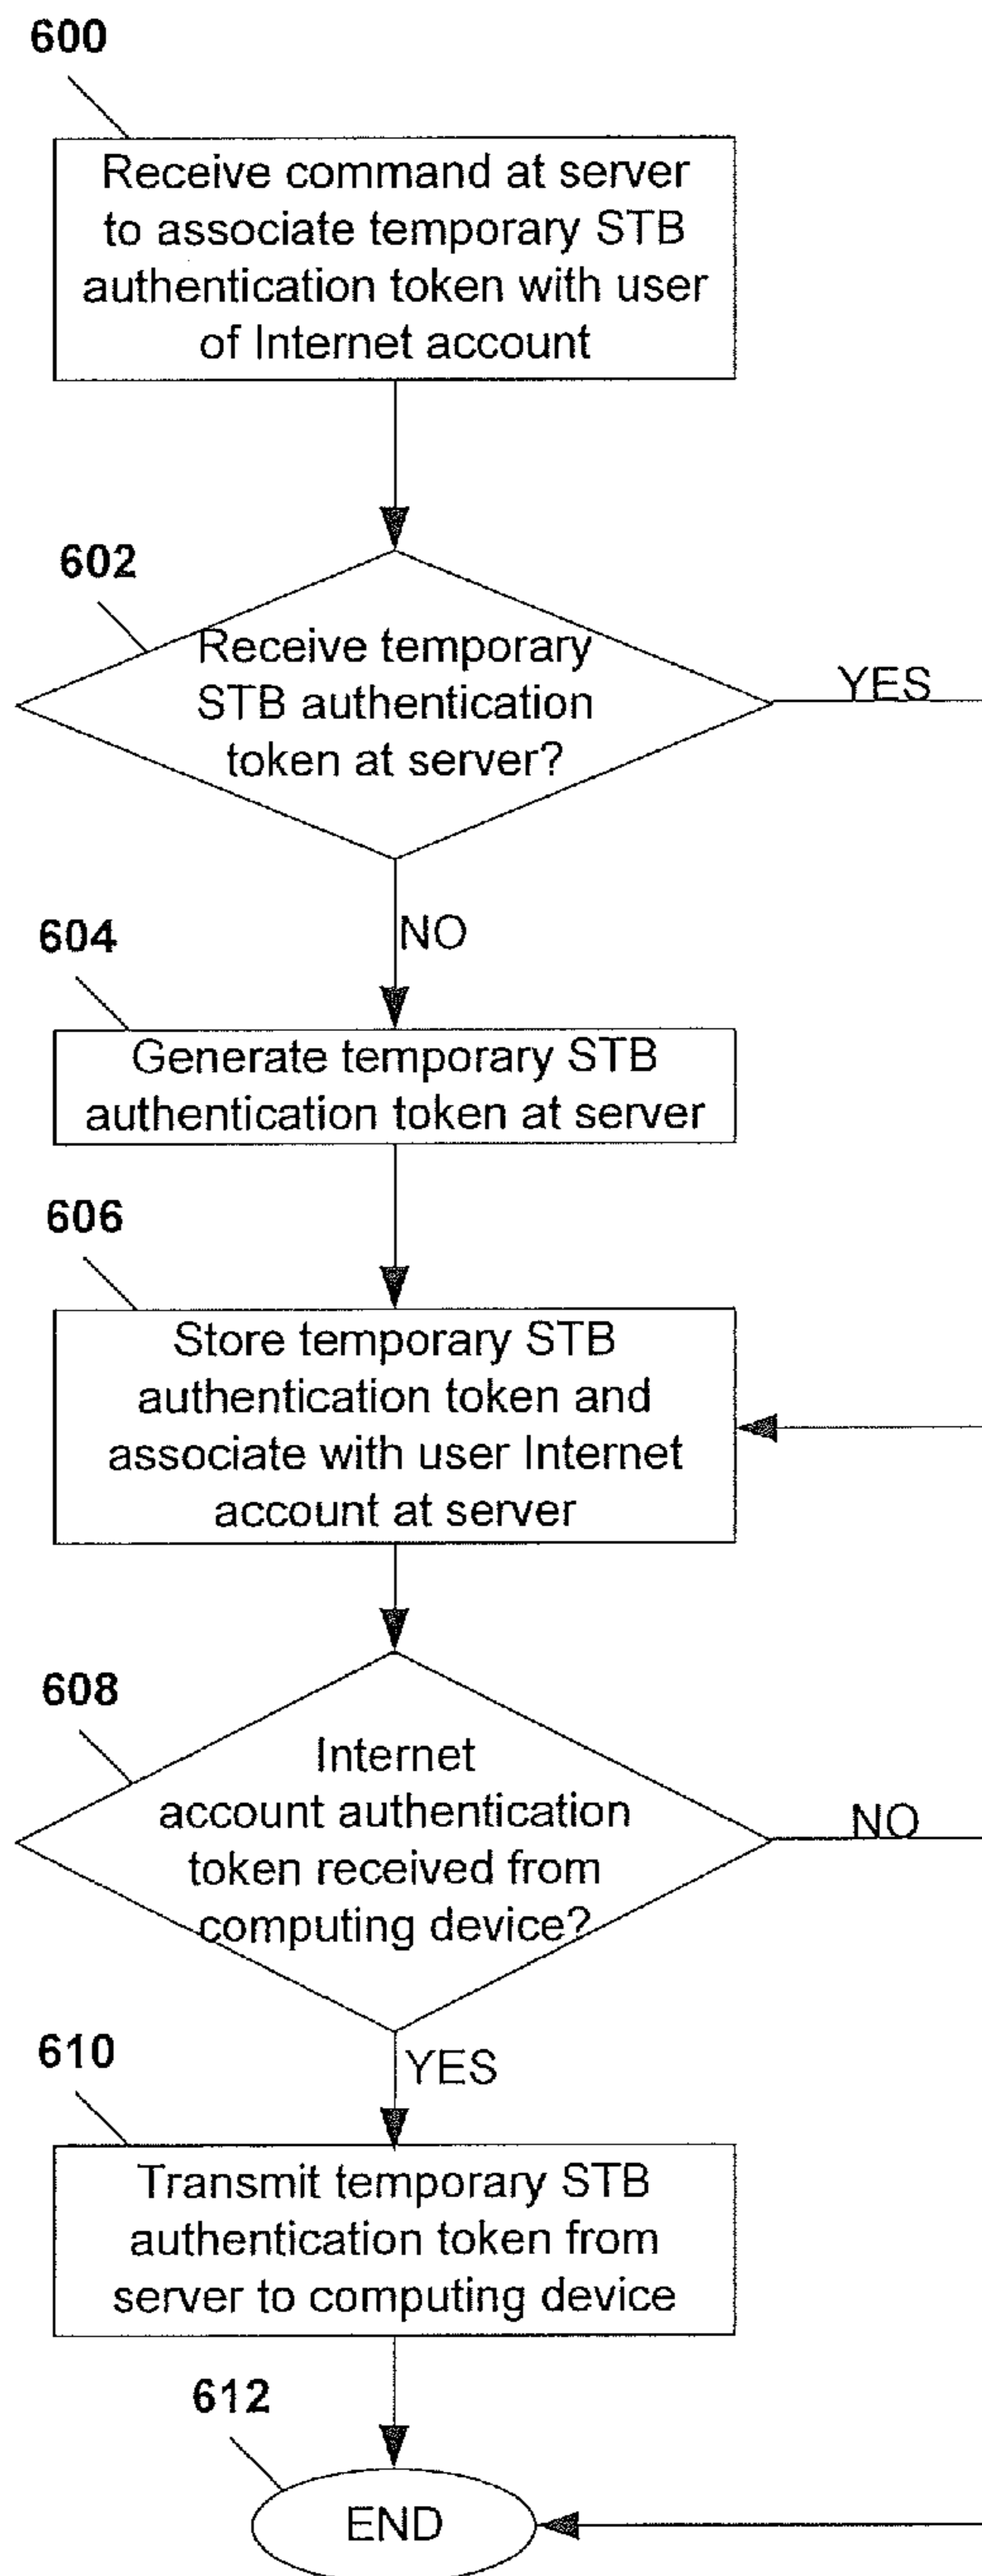 600
Receive command at server
to associate temporary STB
authentication token with user
of Internet account
602
Receive temporary
STB authentication
token at server?
YES
NO
604
Generate temporary STB
authentication token at server
606
Store temporary STB
authentication token and
associate with user Internet
account at server
608
Internet
account authentication
token received from
computing device?
NO
YES
610
Transmit temporary STB
authentication token from
server to computing device
612
END